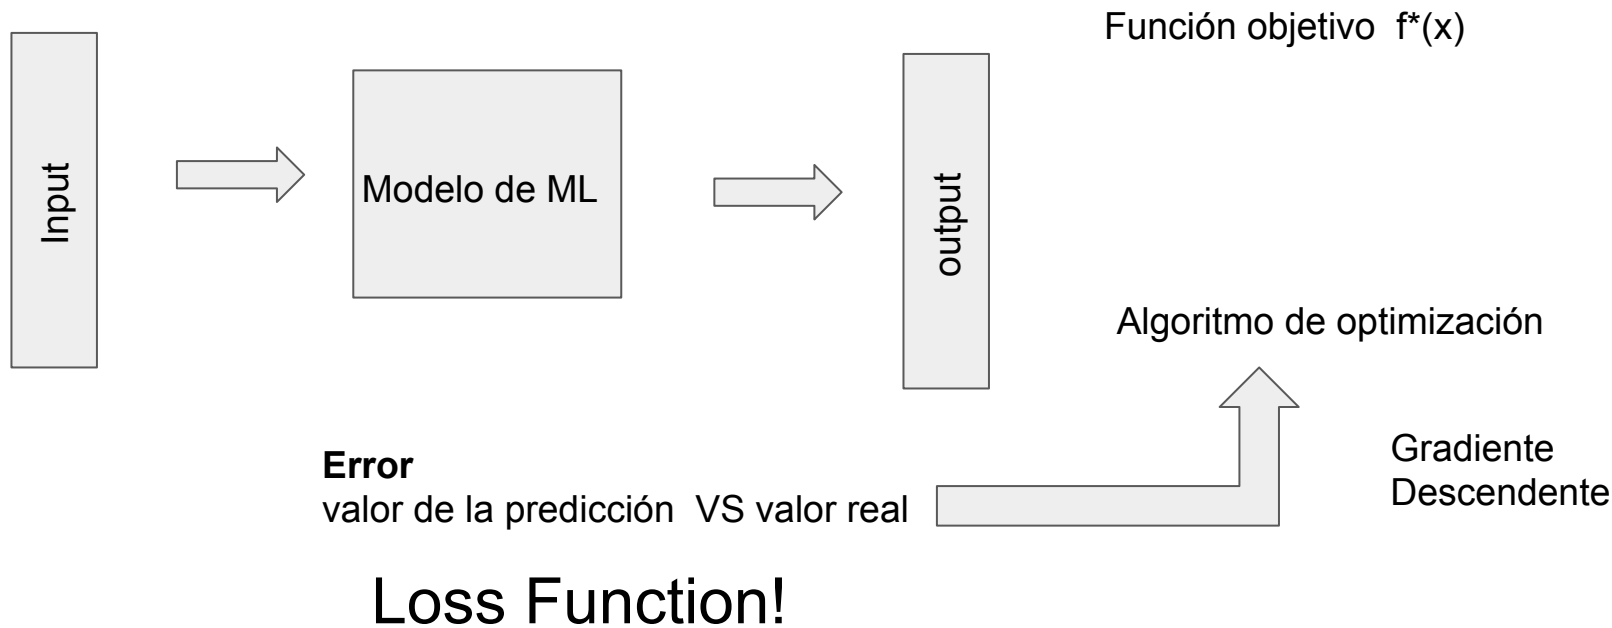 Función objetivo f*(x)
Input
Modelo de ML
output
Algoritmo de optimización
Error
valor de la predicción VS valor real
Gradiente
Descendente
Loss Function!